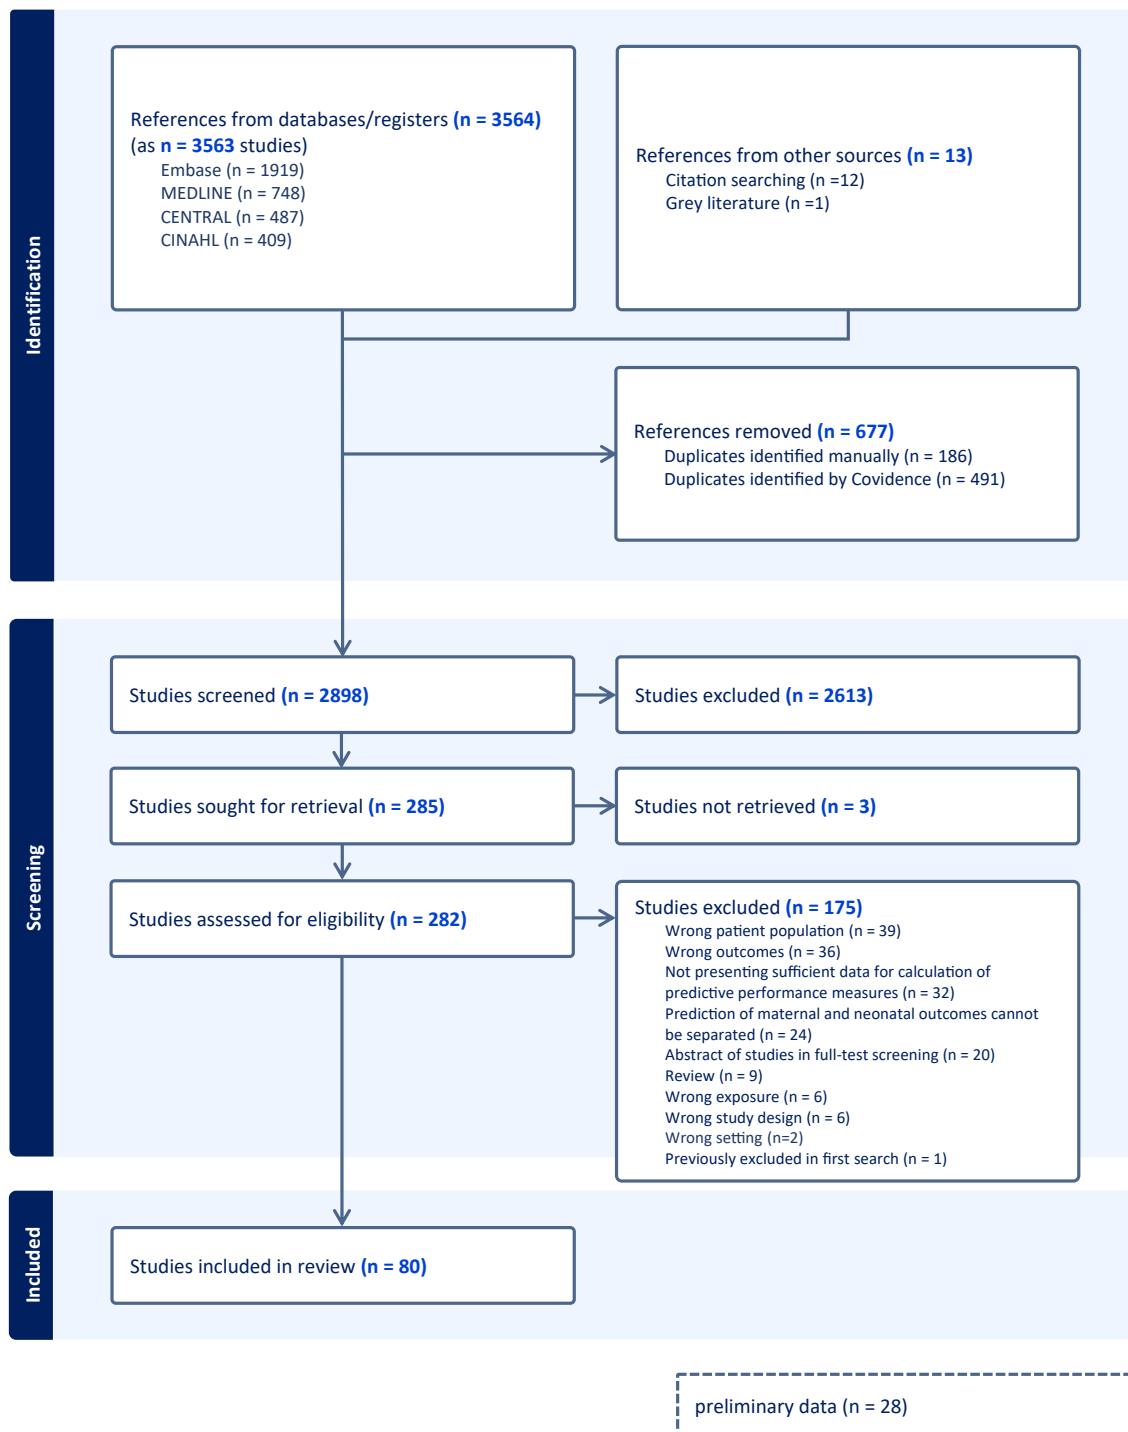 Identification
References from databases/registers (n = 3564)
(as n = 3563 studies)
Embase (n = 1919)
MEDLINE (n = 748)
CENTRAL (n = 487)
CINAHL (n = 409)
References from other sources (n = 13)
Citation searching (n =12)
Grey literature (n =1)
References removed (n = 677)
Duplicates identified manually (n = 186)
Duplicates identified by Covidence (n = 491)
Screening
Studies screened (n = 2898)
Studies excluded (n = 2613)
Studies sought for retrieval (n = 285)
Studies not retrieved (n = 3)
Studies assessed for eligibility (n = 282)
Studies excluded (n = 175)
Wrong patient population (n = 39)
Wrong outcomes (n = 36)
Not presenting sufficient data for calculation of
predictive performance measures (n = 32)
Prediction of maternal and neonatal outcomes cannot
be separated (n = 24)
Abstract of studies in full-test screening (n = 20)
Review (n = 9)
Wrong exposure (n = 6)
Wrong study design (n = 6)
Wrong setting (n=2)
Previously excluded in first search (n = 1)
Included
Studies included in review (n = 80)
preliminary data (n = 28)